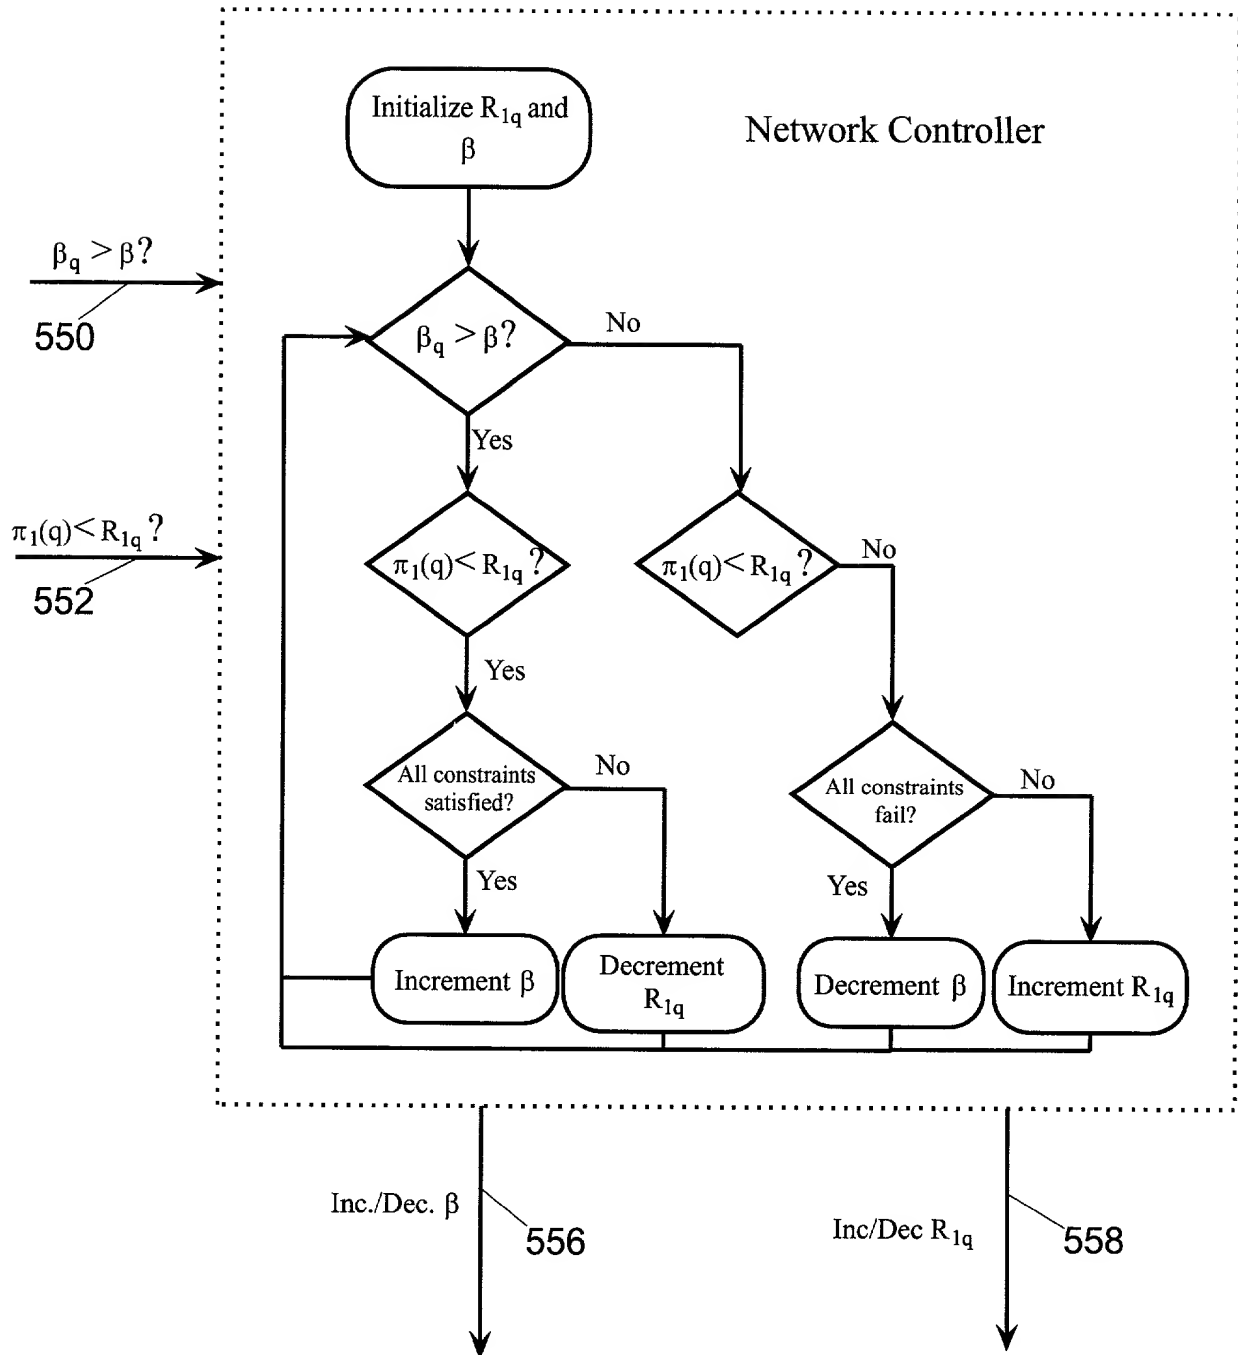 Initialize R₁q and
β
Network Controller
βq > β?
550
βq > β?
No
Yes
π₁(q) < R₁q ?
552
π₁(q) < R₁q ?
π₁(q) < R₁q ?
No
Yes
All constraints
satisfied?
No
All constraints
fail?
No
Yes
Yes
Increment β
Decrement
R₁q
Decrement β
Increment R₁q
Inc./Dec. β
556
Inc/Dec R₁q
558